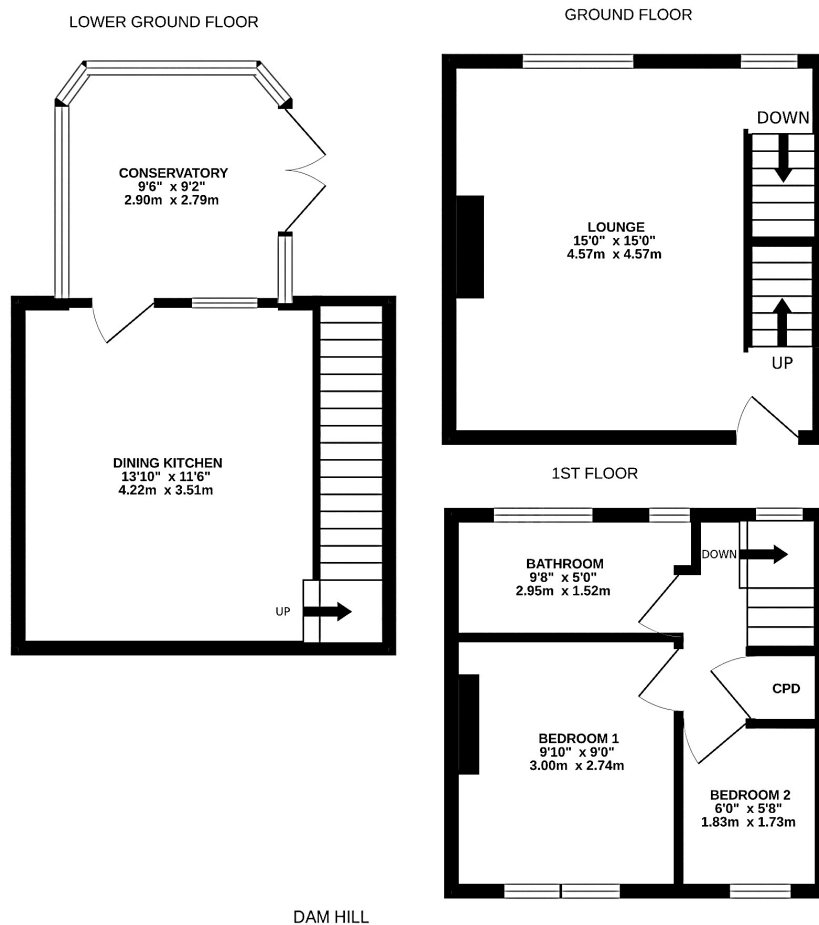 LOWER GROUND FLOOR
CONSERVATORY
9'6" x 9'2"
2.90m x 2.79m
DINING KITCHEN
13'10" x 11'6"
4.22m x 3.51m
UP
GROUND FLOOR
DOWN
LOUNGE
15'0" x 15'0"
4.57m x 4.57m
UP
1ST FLOOR
BATHROOM
9'8" x 5'0"
2.95m x 1.52m
DOWN
CPD
BEDROOM 1
9'10" x 9'0"
3.00m x 2.74m
BEDROOM 2
6'0" x 5'8"
1.83m x 1.73m
DAM HILL